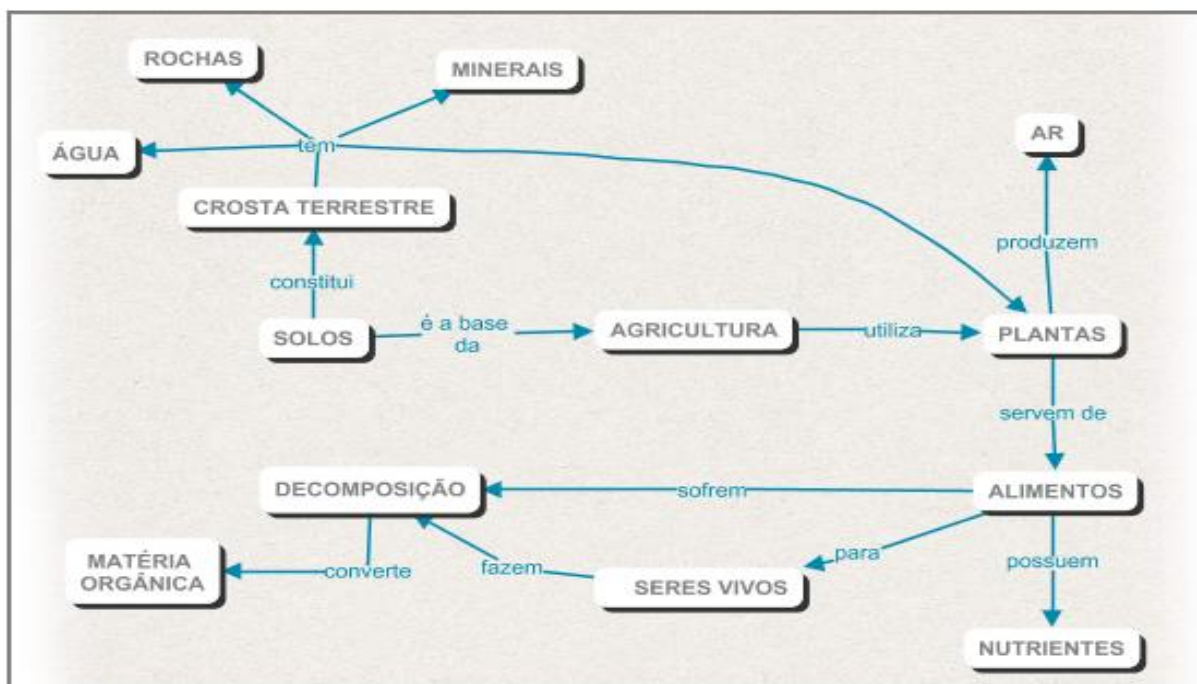 ROCHAS
MINERAIS
AR
têm
ÁGUA
CROSTA TERRESTRE
produzem
constitui
é a base
da
SOLOS
AGRICULTURA
utiliza
PLANTAS
servem de
DECOMPOSIÇÃO
sofrem
ALIMENTOS
para
possuem
MATÉRIA
ORGÂNICA
converte
fazem
SERES VIVOS
NUTRIENTES